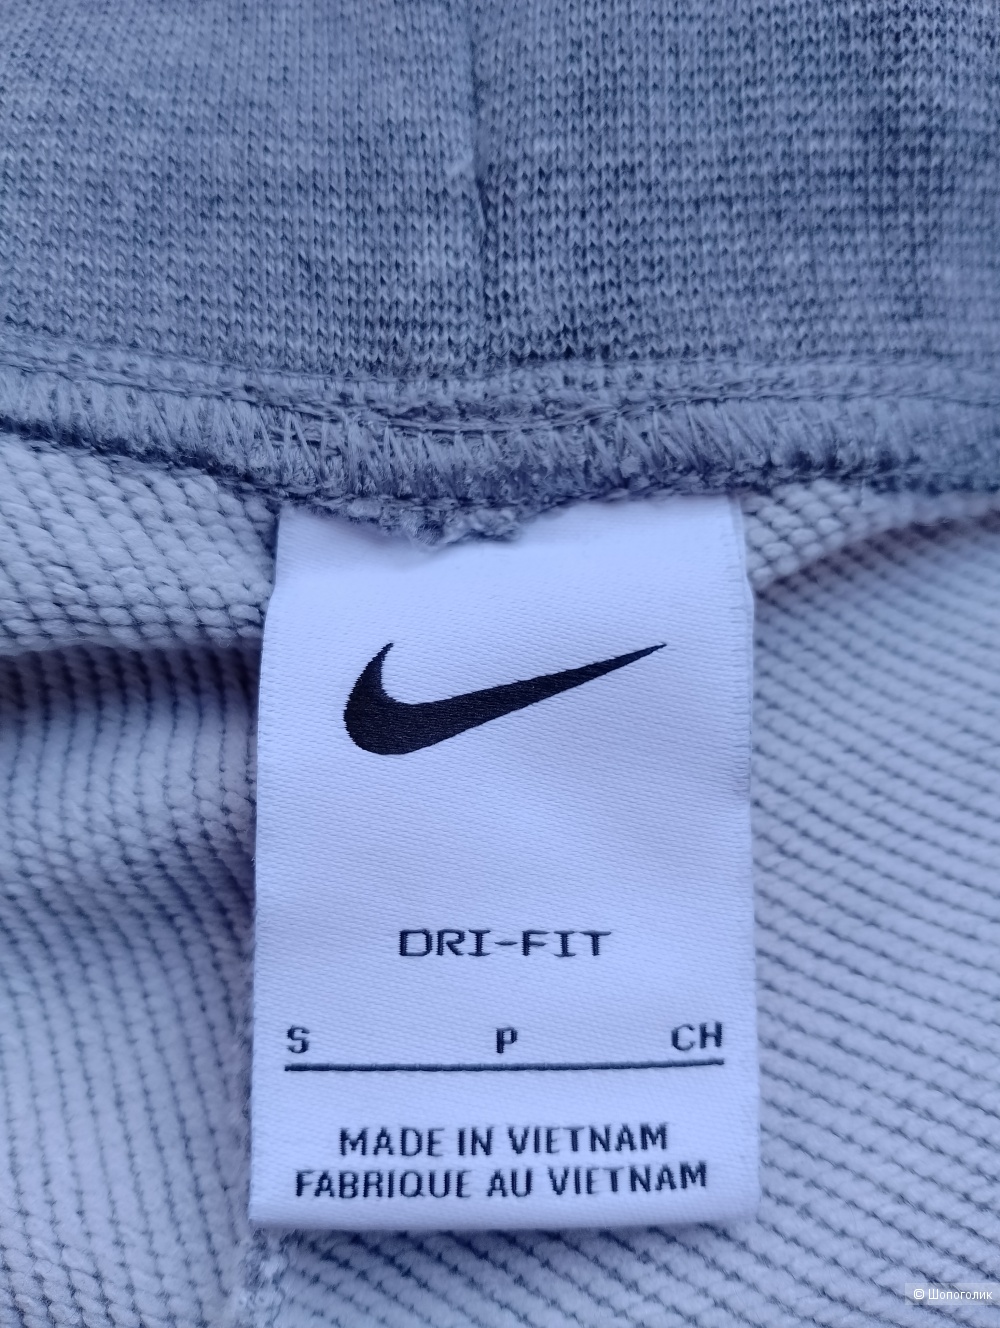 DRI-FIT
S P CH
MADE IN VIETNAM
FABRIQUE AU VIETNAM
© Шопоголик